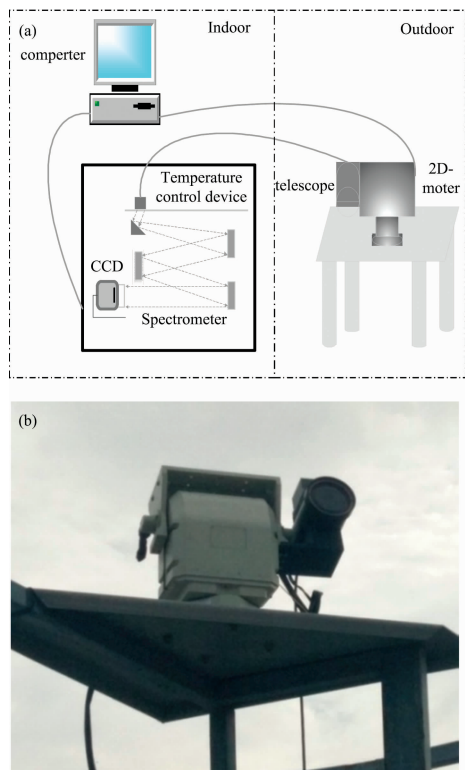 (a)
Indoor
Outdoor
comperter
Temperature
control device
telescope
2D-
moter
CCD
Spectrometer
(b)